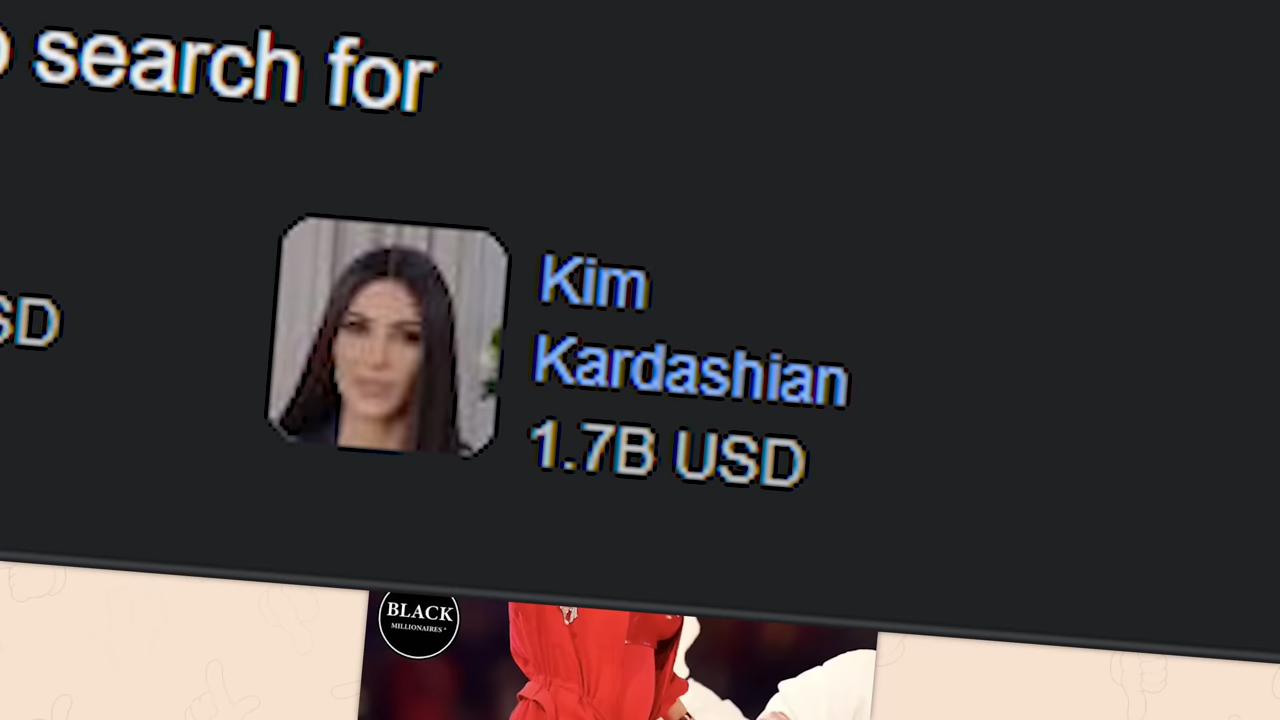 search for
SD
Kim
Kardashian
1.7B USD
BLACK
MILLIONAIRES